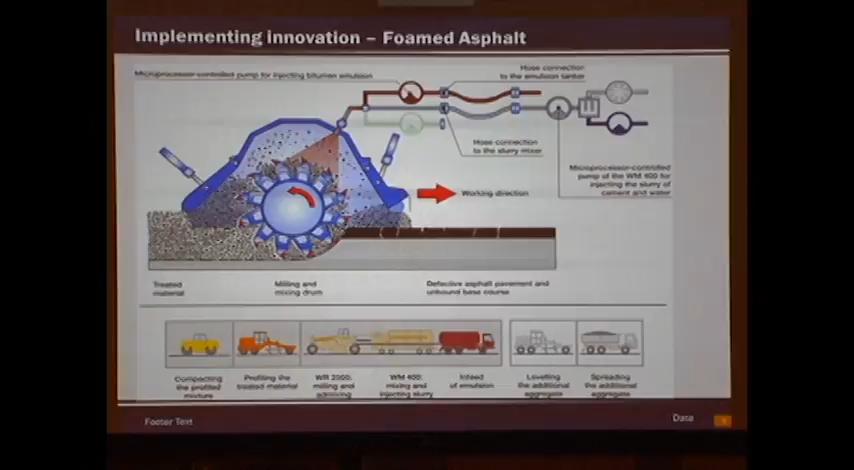 Implementing innovation – Foamed Asphalt
Microprocessor-controlled pump for injecting bitumen emulsion
Hose connection
to the emulsion tanker
Hose connection
to the slurry mixer
Microprocessor-controlled
pump of the WM 400 for
injecting the slurry of
cement and water
Working direction
Treated
material
Milling and
mixing drum
Defective asphalt pavement and
unbound base course
Compacting
the profiled
mixture
Profiling the
treated material
WR 2500:
milling and
admixing
WM 400:
mixing and
injecting slurry
Infeed
of emulsion
Levelling
the additional
aggregate
Spreading
the additional
aggregate
Footer Text
Data